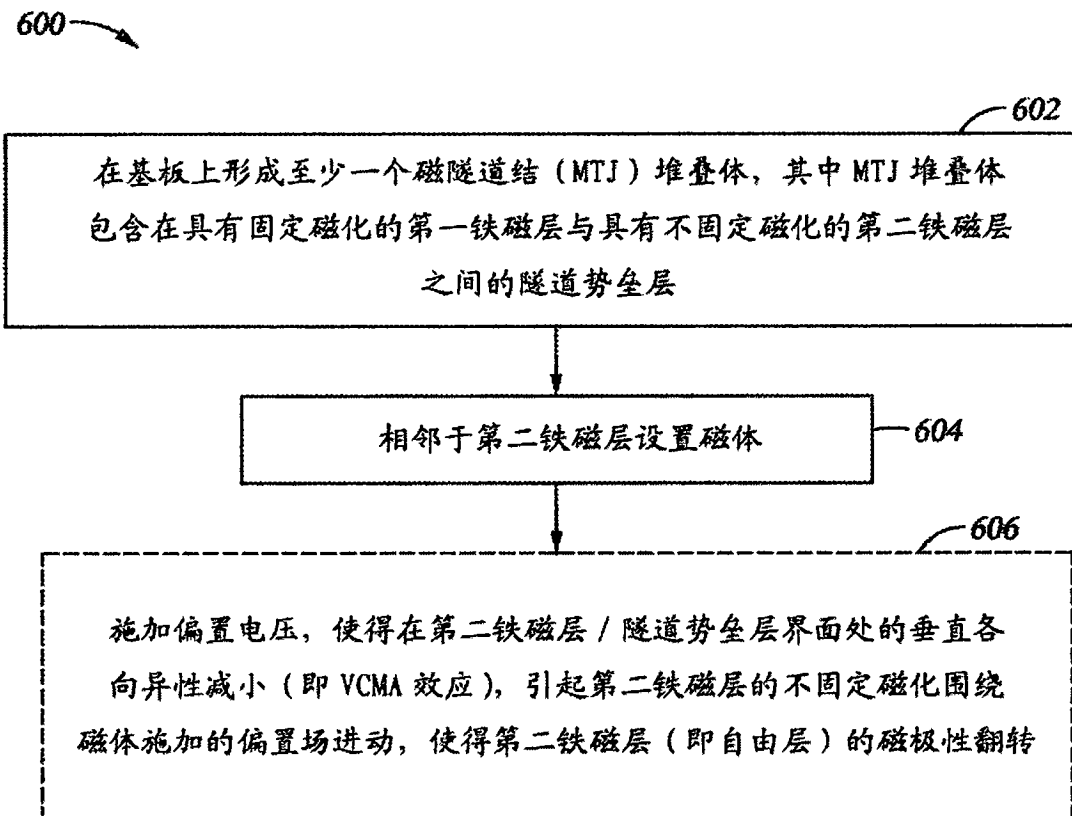 600
602
在基板上形成至少一个磁隧道结（MTJ）堆叠体，其中 MTJ 堆叠体
包含在具有固定磁化的第一铁磁层与具有不固定磁化的第二铁磁层
之间的隧道势垒层
相邻于第二铁磁层设置磁体
604
606
施加偏置电压，使得在第二铁磁层 / 隧道势垒层界面处的垂直各
向异性减小（即 VCMA 效应），引起第二铁磁层的不固定磁化围绕
磁体施加的偏置场进动，使得第二铁磁层（即自由层）的磁极性翻转